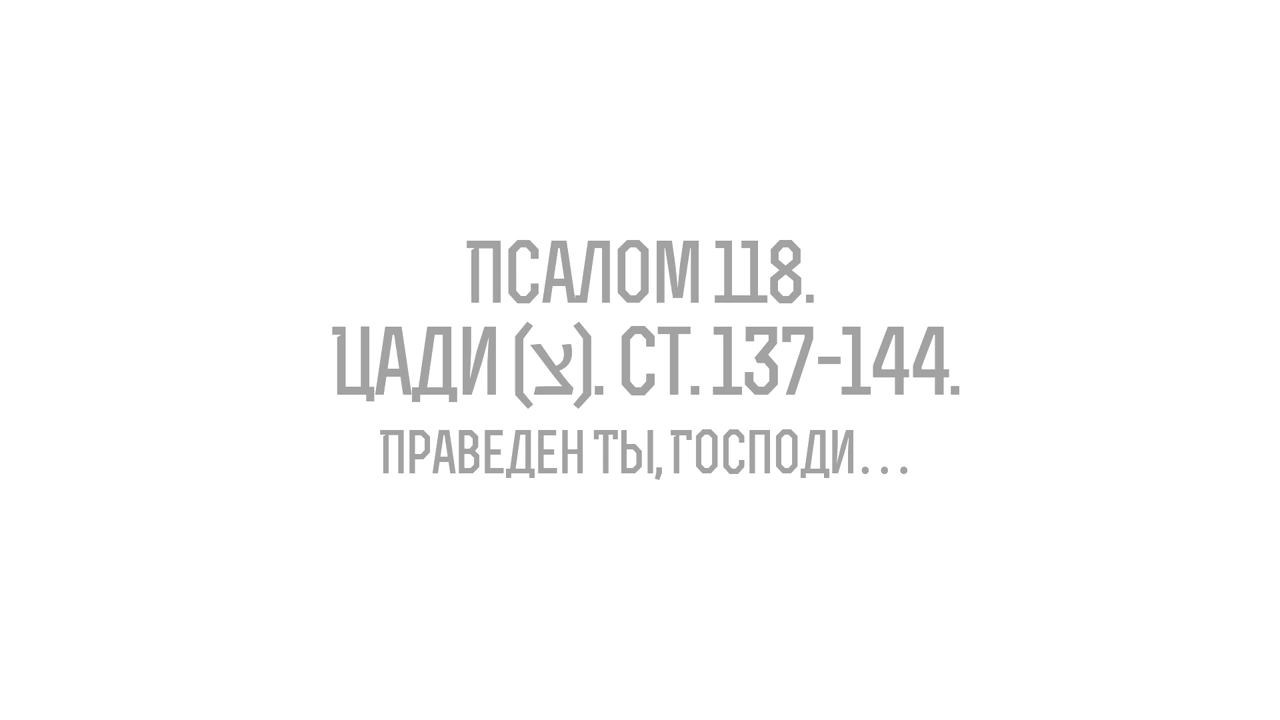 ПСАЛОМ 118.
ЦАДИ (צ). СТ. 137-144.
ПРАВЕДЕН ТЫ, ГОСПОДИ...